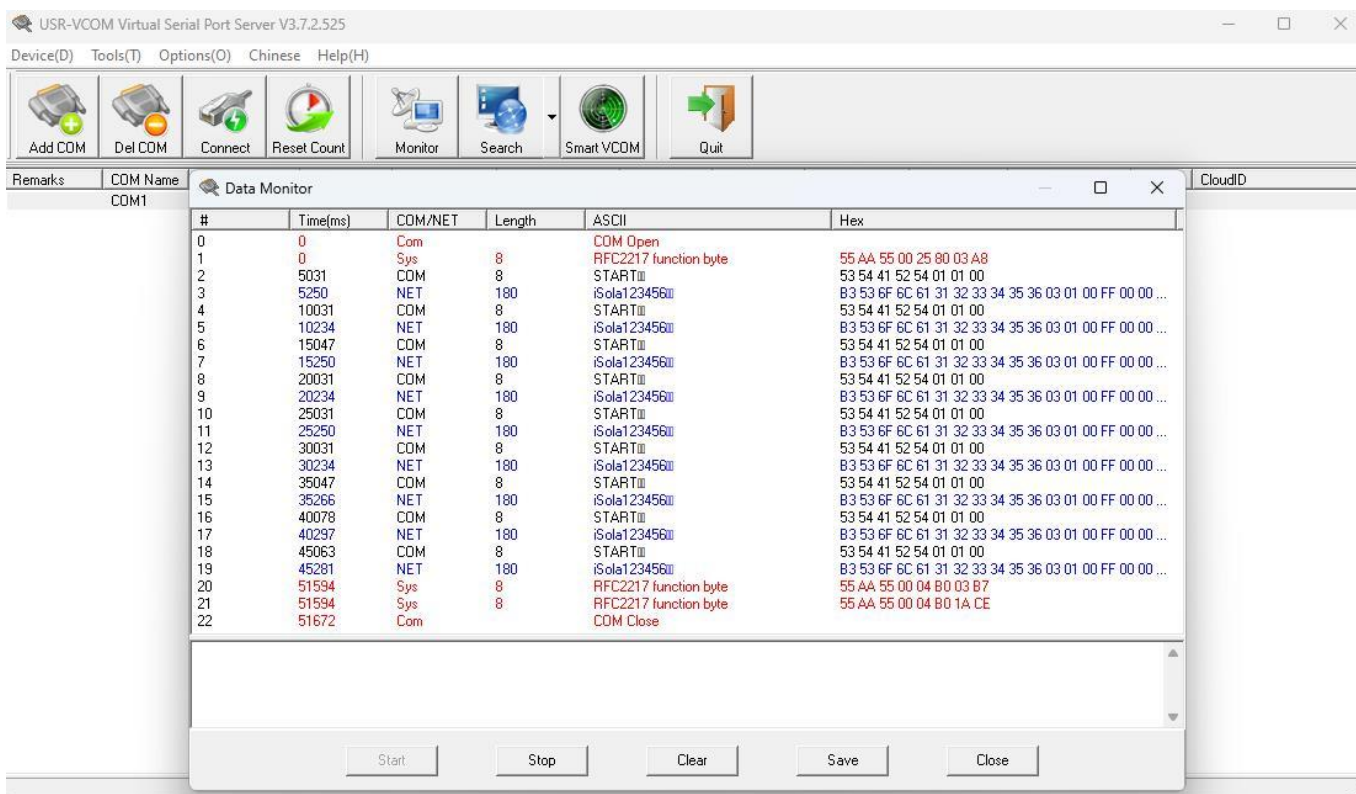 USR-VCOM Virtual Serial Port Server V3.7.2.525
Device(D) Tools(T) Options(O) Chinese Help(H)
Add COM Del COM Connect Reset Count Monitor Search Smart VCOM Quit
Remarks COM Name CloudID
COM1
Data Monitor
# Time(ms) COM/NET Length ASCII Hex
0 0 Com COM Open
1 0 Sys 8 RFC2217 function byte 55 AA 55 00 25 80 03 A8
2 5031 COM 8 START 53 54 41 52 54 01 01 00
3 5250 NET 180 iSola123456 B3 53 6F 6C 61 31 32 33 34 35 36 03 01 00 FF 00 00 ...
4 10031 COM 8 START 53 54 41 52 54 01 01 00
5 10234 NET 180 iSola123456 B3 53 6F 6C 61 31 32 33 34 35 36 03 01 00 FF 00 00 ...
6 15047 COM 8 START 53 54 41 52 54 01 01 00
7 15250 NET 180 iSola123456 B3 53 6F 6C 61 31 32 33 34 35 36 03 01 00 FF 00 00 ...
8 20031 COM 8 START 53 54 41 52 54 01 01 00
9 20234 NET 180 iSola123456 B3 53 6F 6C 61 31 32 33 34 35 36 03 01 00 FF 00 00 ...
10 25031 COM 8 START 53 54 41 52 54 01 01 00
11 25250 NET 180 iSola123456 B3 53 6F 6C 61 31 32 33 34 35 36 03 01 00 FF 00 00 ...
12 30031 COM 8 START 53 54 41 52 54 01 01 00
13 30234 NET 180 iSola123456 B3 53 6F 6C 61 31 32 33 34 35 36 03 01 00 FF 00 00 ...
14 35047 COM 8 START 53 54 41 52 54 01 01 00
15 35266 NET 180 iSola123456 B3 53 6F 6C 61 31 32 33 34 35 36 03 01 00 FF 00 00 ...
16 40078 COM 8 START 53 54 41 52 54 01 01 00
17 40297 NET 180 iSola123456 B3 53 6F 6C 61 31 32 33 34 35 36 03 01 00 FF 00 00 ...
18 45063 COM 8 START 53 54 41 52 54 01 01 00
19 45281 NET 180 iSola123456 B3 53 6F 6C 61 31 32 33 34 35 36 03 01 00 FF 00 00 ...
20 51594 Sys 8 RFC2217 function byte 55 AA 55 00 04 B0 03 B7
21 51594 Sys 8 RFC2217 function byte 55 AA 55 00 04 B0 1A CE
22 51672 Com COM Close
Start Stop Clear Save Close